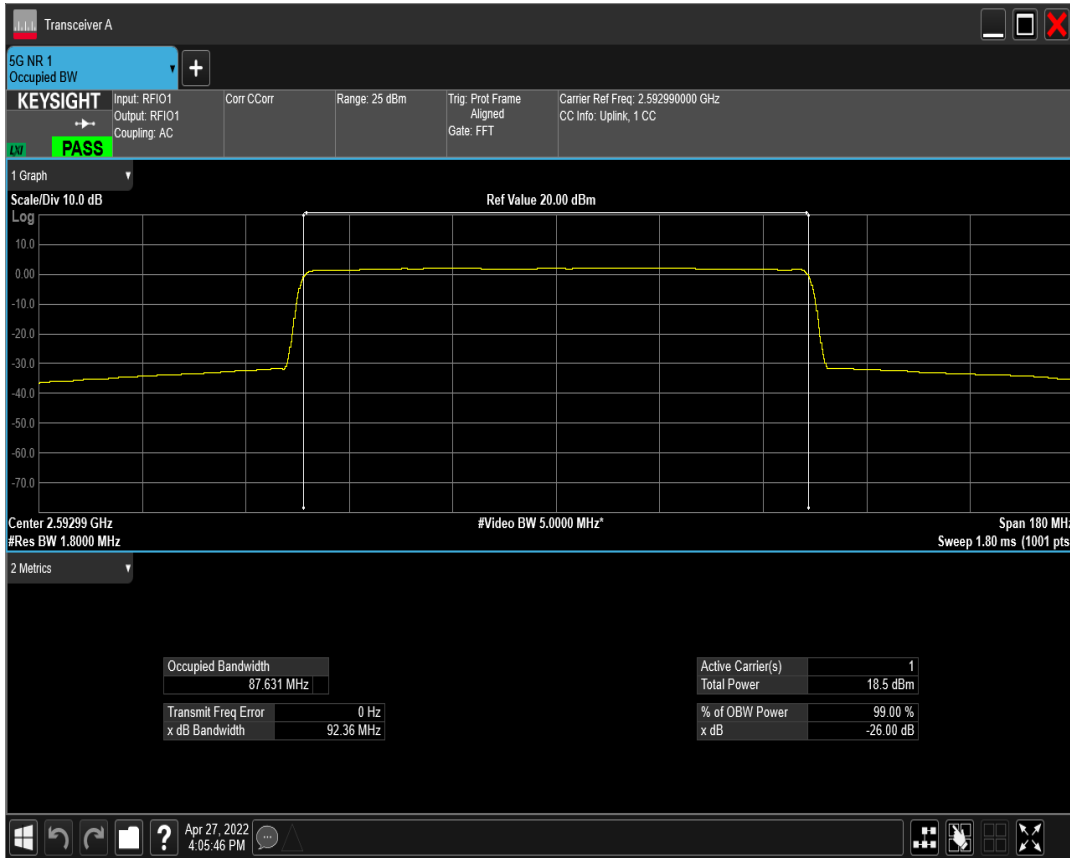 Transceiver A
5G NR 1
Occupied BW
+
KEYSIGHT
Input: RFIO1
Output: RFIO1
Coupling: AC
Corr CCorr
Range: 25 dBm
Trig: Prot Frame
Aligned
Gate: FFT
Carrier Ref Freq: 2.592990000 GHz
CC Info: Uplink, 1 CC
LXI
PASS
1 Graph
Scale/Div 10.0 dB
Ref Value 20.00 dBm
Log
10.0
0.00
-10.0
-20.0
-30.0
-40.0
-50.0
-60.0
-70.0
Center 2.59299 GHz
#Video BW 5.0000 MHz*
Span 180 MHz
#Res BW 1.8000 MHz
Sweep 1.80 ms (1001 pts
2 Metrics
Occupied Bandwidth
87.631 MHz
Transmit Freq Error 0 Hz
x dB Bandwidth 92.36 MHz
Active Carrier(s) 1
Total Power 18.5 dBm
% of OBW Power 99.00 %
x dB -26.00 dB
?
Apr 27, 2022
4:05:46 PM